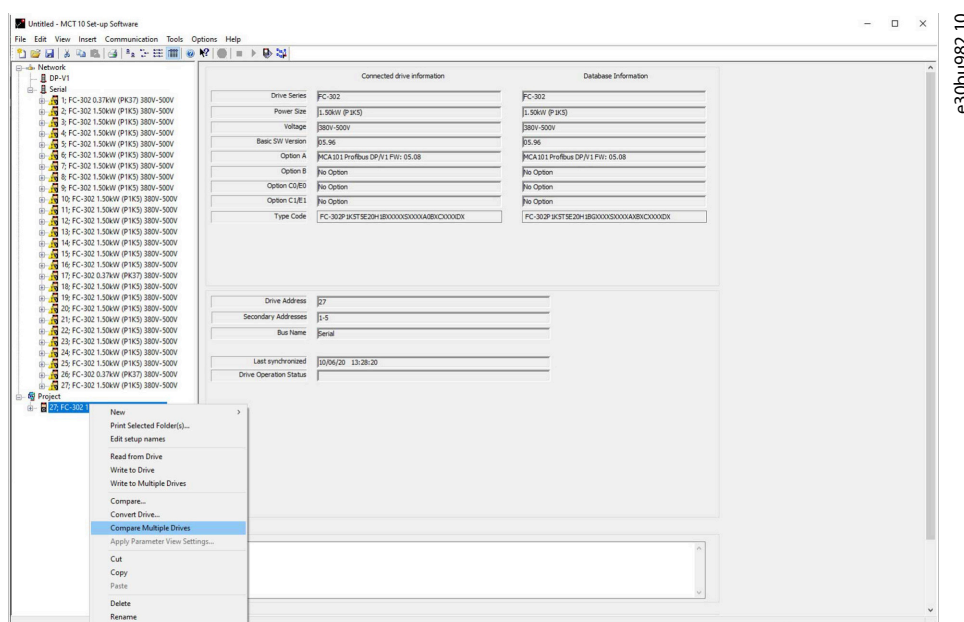 Untitled - MCT 10 Set-up Software
File Edit View Insert Communication Tools Options Help
Network
DP-V1
Serial
1; FC-302 0.37kW (PK37) 380V-500V
2; FC-302 1.50kW (P1K5) 380V-500V
3; FC-302 1.50kW (P1K5) 380V-500V
4; FC-302 1.50kW (P1K5) 380V-500V
5; FC-302 1.50kW (P1K5) 380V-500V
6; FC-302 1.50kW (P1K5) 380V-500V
7; FC-302 1.50kW (P1K5) 380V-500V
8; FC-302 1.50kW (P1K5) 380V-500V
9; FC-302 1.50kW (P1K5) 380V-500V
10; FC-302 1.50kW (P1K5) 380V-500V
11; FC-302 1.50kW (P1K5) 380V-500V
12; FC-302 1.50kW (P1K5) 380V-500V
13; FC-302 1.50kW (P1K5) 380V-500V
14; FC-302 1.50kW (P1K5) 380V-500V
15; FC-302 1.50kW (P1K5) 380V-500V
16; FC-302 1.50kW (P1K5) 380V-500V
17; FC-302 0.37kW (PK37) 380V-500V
18; FC-302 1.50kW (P1K5) 380V-500V
19; FC-302 1.50kW (P1K5) 380V-500V
20; FC-302 1.50kW (P1K5) 380V-500V
21; FC-302 1.50kW (P1K5) 380V-500V
22; FC-302 1.50kW (P1K5) 380V-500V
23; FC-302 1.50kW (P1K5) 380V-500V
24; FC-302 1.50kW (P1K5) 380V-500V
25; FC-302 1.50kW (P1K5) 380V-500V
26; FC-302 0.37kW (PK37) 380V-500V
27; FC-302 1.50kW (P1K5) 380V-500V
Project
27; FC-302 1
New
Print Selected Folder(s)...
Edit setup names
Read from Drive
Write to Drive
Write to Multiple Drives
Compare...
Convert Drive...
Compare Multiple Drives
Apply Parameter View Settings...
Cut
Copy
Paste
Delete
Rename
Connected drive information Database Information
Drive Series FC-302 FC-302
Power Size 1.50kW (P1K5) 1.50kW (P1K5)
Voltage 380V-500V 380V-500V
Basic SW Version 05.96 05.96
Option A MCA101 Profibus DP/V1 FW: 05.08 MCA101 Profibus DP/V1 FW: 05.08
Option B No Option No Option
Option C0/E0 No Option No Option
Option C1/E1 No Option No Option
Type Code FC-302P1K5T5E20H1BXXXXXSXXXXA0BXCXXXXDX FC-302P1K5T5E20H1BGXXXXSXXXXAXBXCXXXXDX
Drive Address 27
Secondary Addresses 1-5
Bus Name Serial
Last synchronized 10/06/20 13:28:20
Drive Operation Status
e30bu982.10